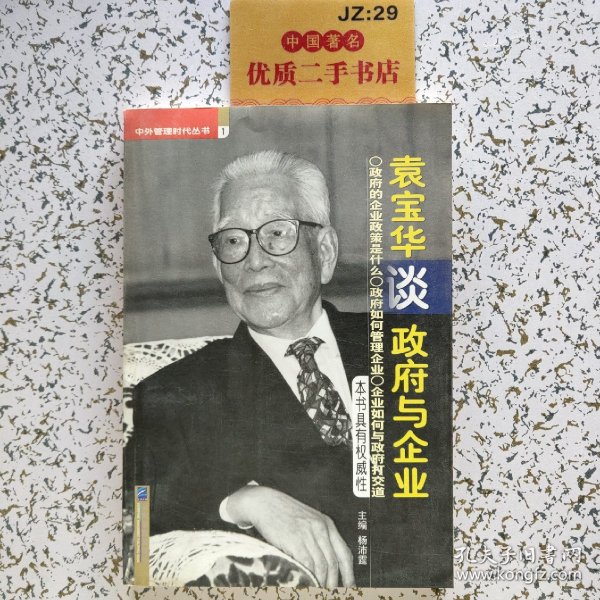 JZ:29
中国著名
优质二手书店
中外管理时代丛书 1
袁宝华谈政府与企业
○政府的企业政策是什么○政府如何管理企业○企业如何与政府打交道
本书具有权威性
主编 杨沛霆
孔夫子旧书网
www.kongfz.com